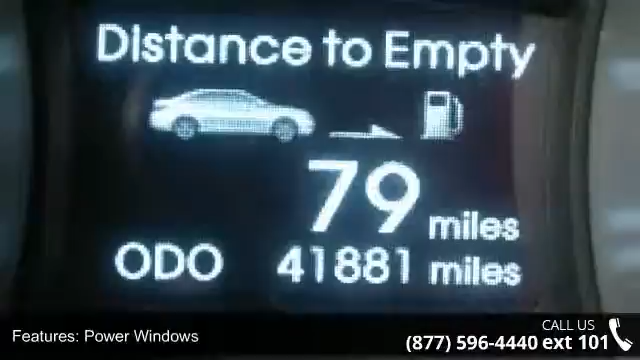 Distance to Empty
79 miles
ODO 41881 miles
Features: Power Windows
CALL US
(877) 596-4440 ext 101